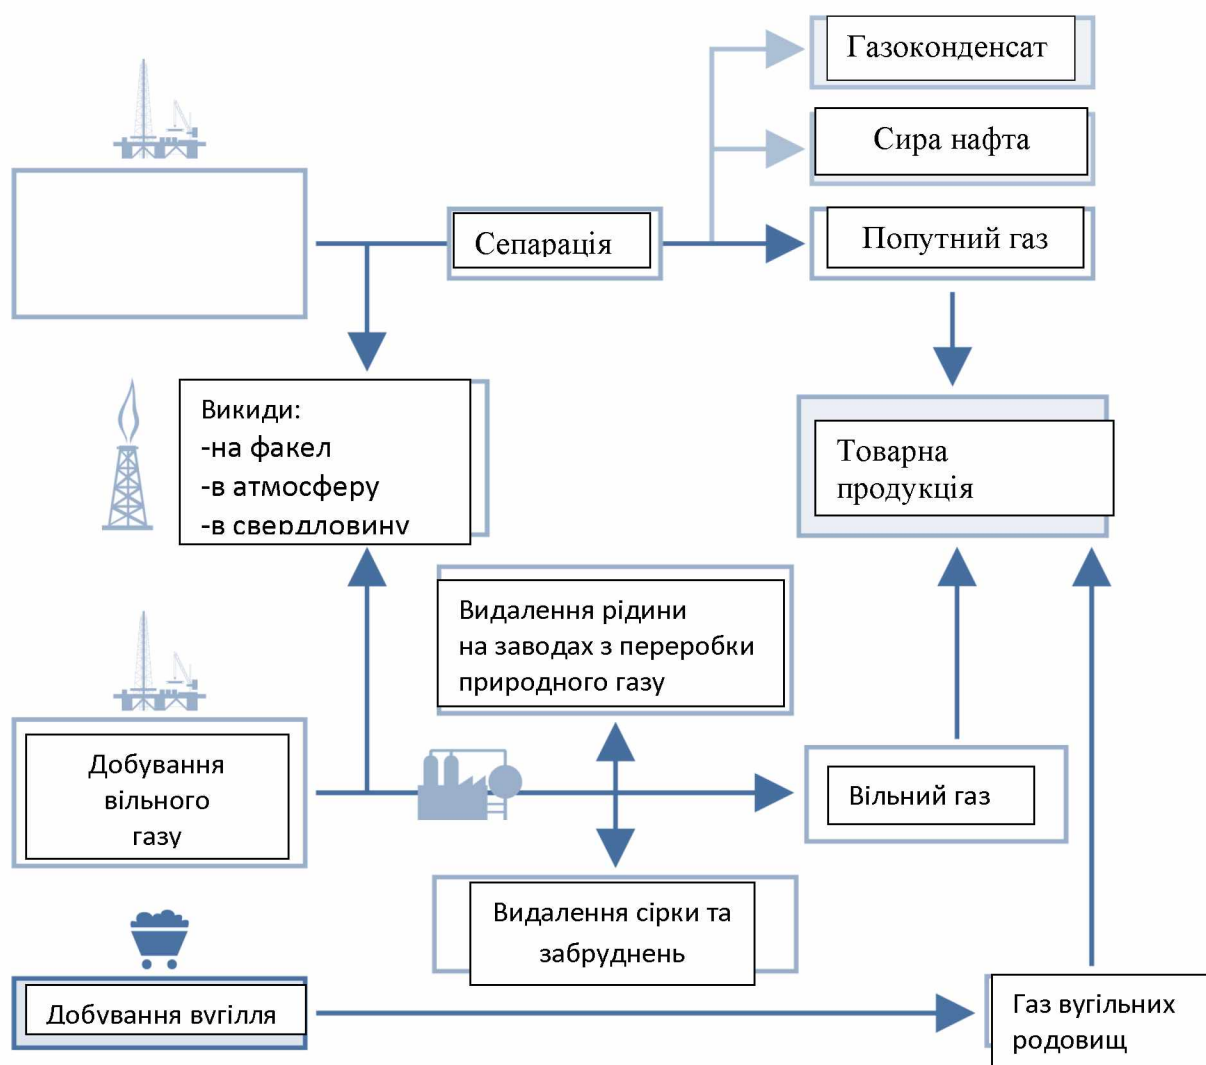 Газоконденсат
Сира нафта
Сепарація
Попутний газ
Викиди:
-на факел
-в атмосферу
-в свердловину
Товарна
продукція
Видалення рідини
на заводах з переробки
природного газу
Добування
вільного
газу
Вільний газ
Видалення сірки та
забруднень
Добування вугілля
Газ вугільних
родовищ